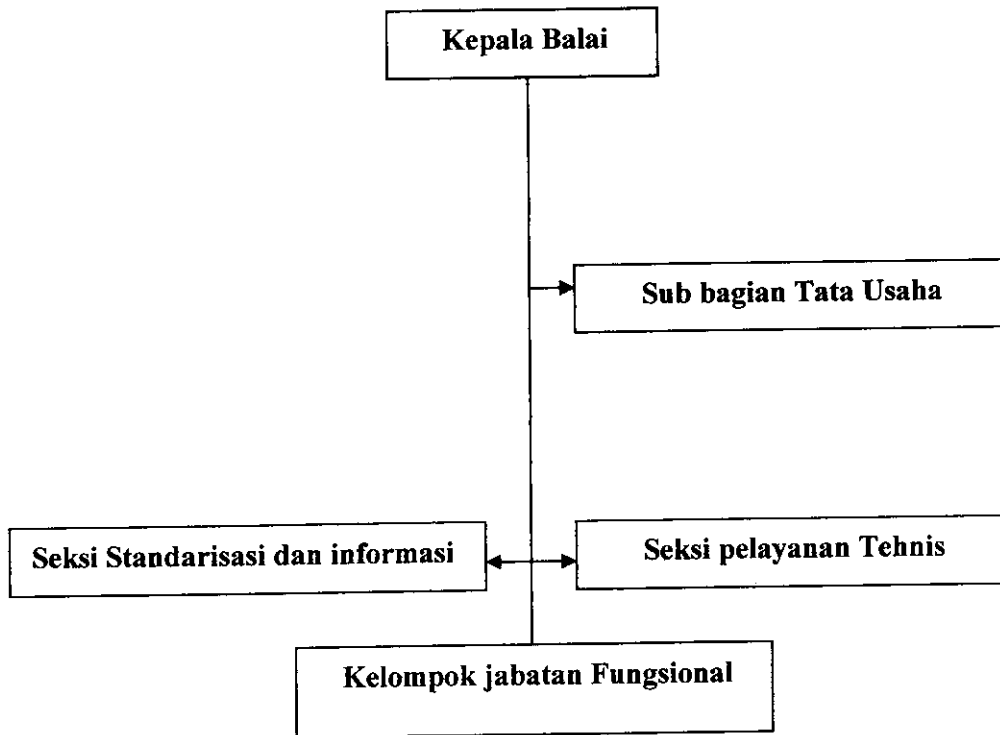 Kepala Balai
Sub bagian Tata Usaha
Seksi Standarisasi dan informasi
Seksi pelayanan Tehnis
Kelompok jabatan Fungsional